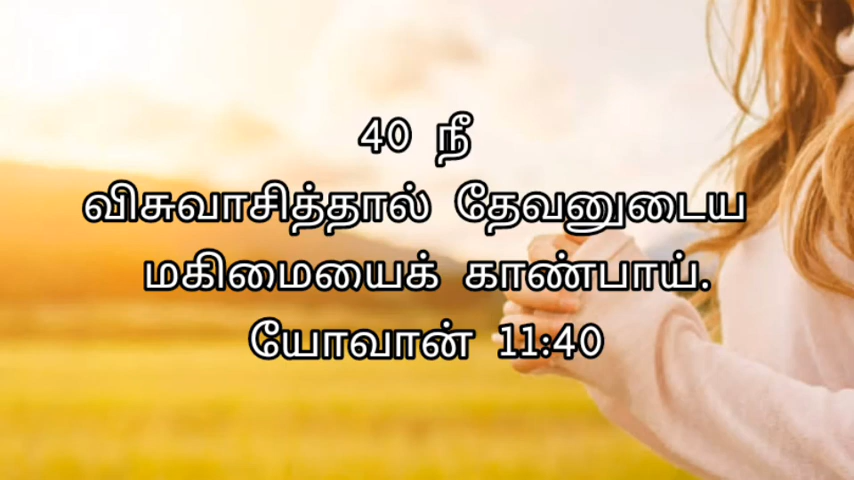 40 நீ
விசுவாசித்தால் தேவனுடைய
மகிமையைக் காண்பாய்.
யோவான் 11:40